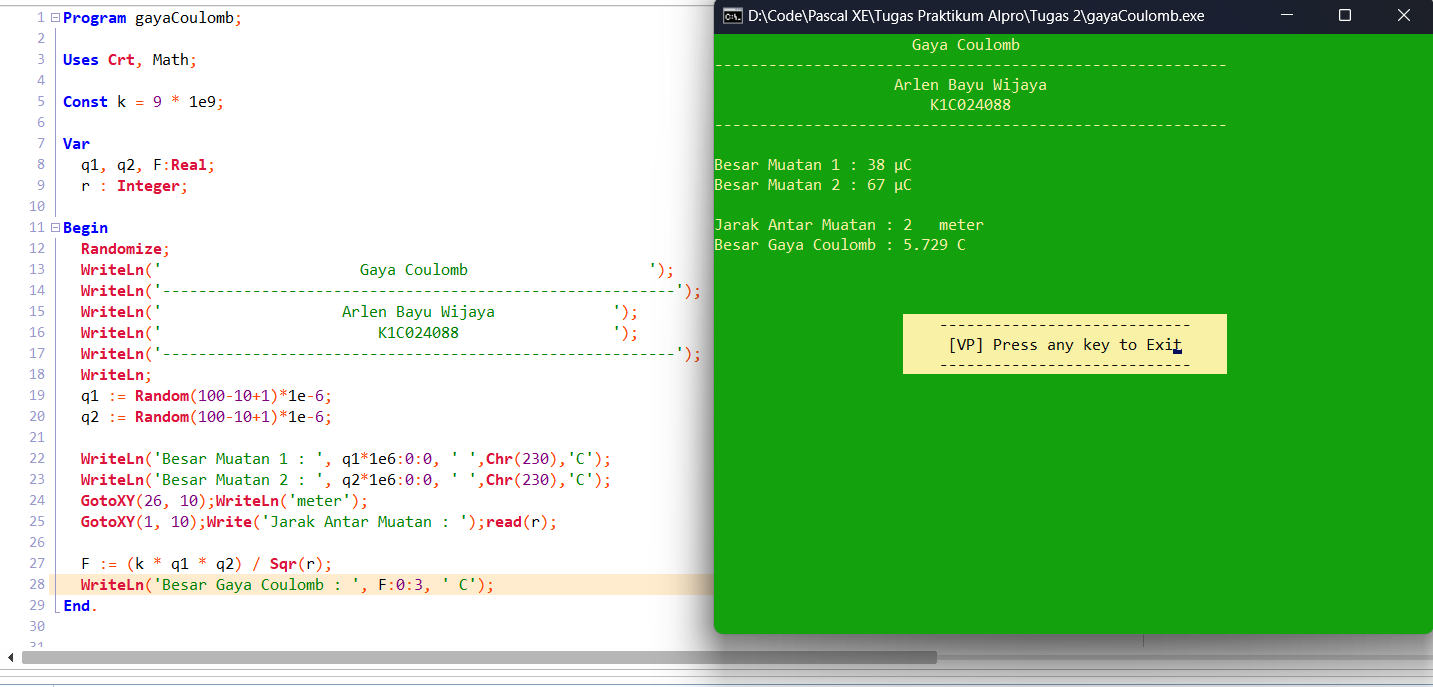 1 Program gayaCoulomb;
2
3 Uses Crt, Math;
4
5 Const k = 9 * 1e9;
6
7 Var
8   q1, q2, F:Real;
9   r : Integer;
10
11 Begin
12   Randomize;
13   WriteLn('                      Gaya Coulomb                    ');
14   WriteLn('---------------------------------------------------------');
15   WriteLn('                    Arlen Bayu Wijaya             ');
16   WriteLn('                        K1C024088                 ');
17   WriteLn('---------------------------------------------------------');
18   WriteLn;
19   q1 := Random(100-10+1)*1e-6;
20   q2 := Random(100-10+1)*1e-6;
21
22   WriteLn('Besar Muatan 1 : ', q1*1e6:0:0, ' ',Chr(230),'C');
23   WriteLn('Besar Muatan 2 : ', q2*1e6:0:0, ' ',Chr(230),'C');
24   GotoXY(26, 10);WriteLn('meter');
25   GotoXY(1, 10);Write('Jarak Antar Muatan : ');read(r);
26
27   F := (k * q1 * q2) / Sqr(r);
28   WriteLn('Besar Gaya Coulomb : ', F:0:3, ' C');
29 End.
30
31
D:\Code\Pascal XE\Tugas Praktikum Alpro\Tugas 2\gayaCoulomb.exe
Gaya Coulomb
---------------------------------------------------------
Arlen Bayu Wijaya
K1C024088
---------------------------------------------------------
Besar Muatan 1 : 38 µC
Besar Muatan 2 : 67 µC
Jarak Antar Muatan : 2   meter
Besar Gaya Coulomb : 5.729 C
----------------------------
[VP] Press any key to Exit
----------------------------